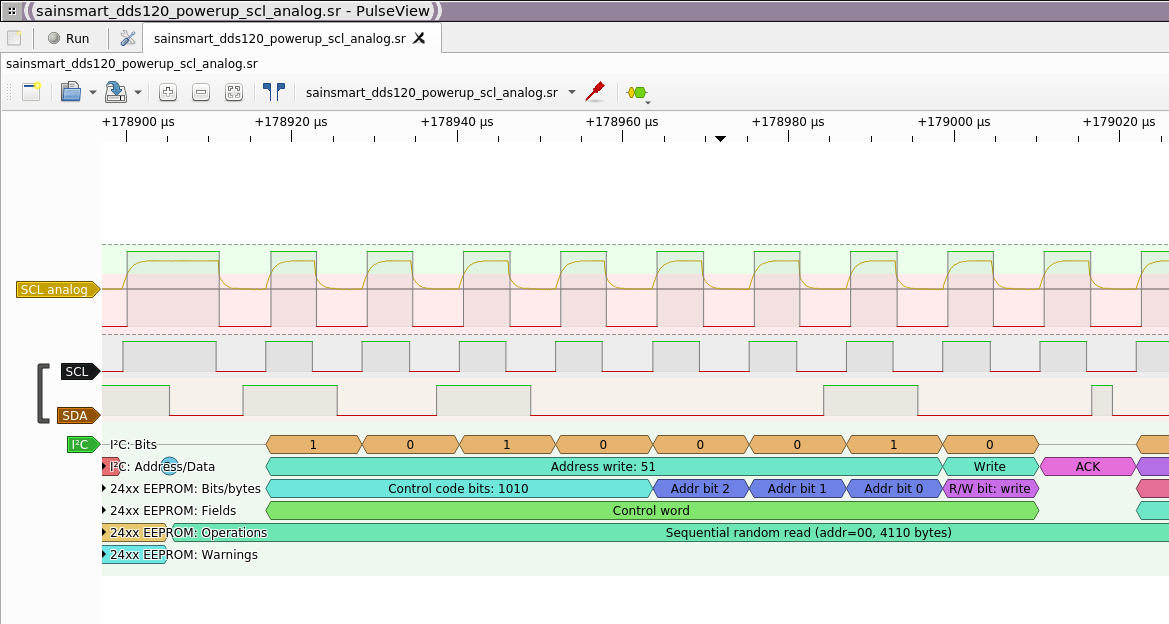 sainsmart_dds120_powerup_scl_analog.sr - PulseView
Run sainsmart_dds120_powerup_scl_analog.sr
sainsmart_dds120_powerup_scl_analog.sr
sainsmart_dds120_powerup_scl_analog.sr
+178900 µs +178920 µs +178940 µs +178960 µs +178980 µs +179000 µs +179020 µs
SCL analog
SCL
SDA
I²C I²C: Bits 1 0 1 0 0 0 1 0
I²C: Address/Data Address write: 51 Write ACK
24xx EEPROM: Bits/bytes Control code bits: 1010 Addr bit 2 Addr bit 1 Addr bit 0 R/W bit: write
24xx EEPROM: Fields Control word
24xx EEPROM: Operations Sequential random read (addr=00, 4110 bytes)
24xx EEPROM: Warnings